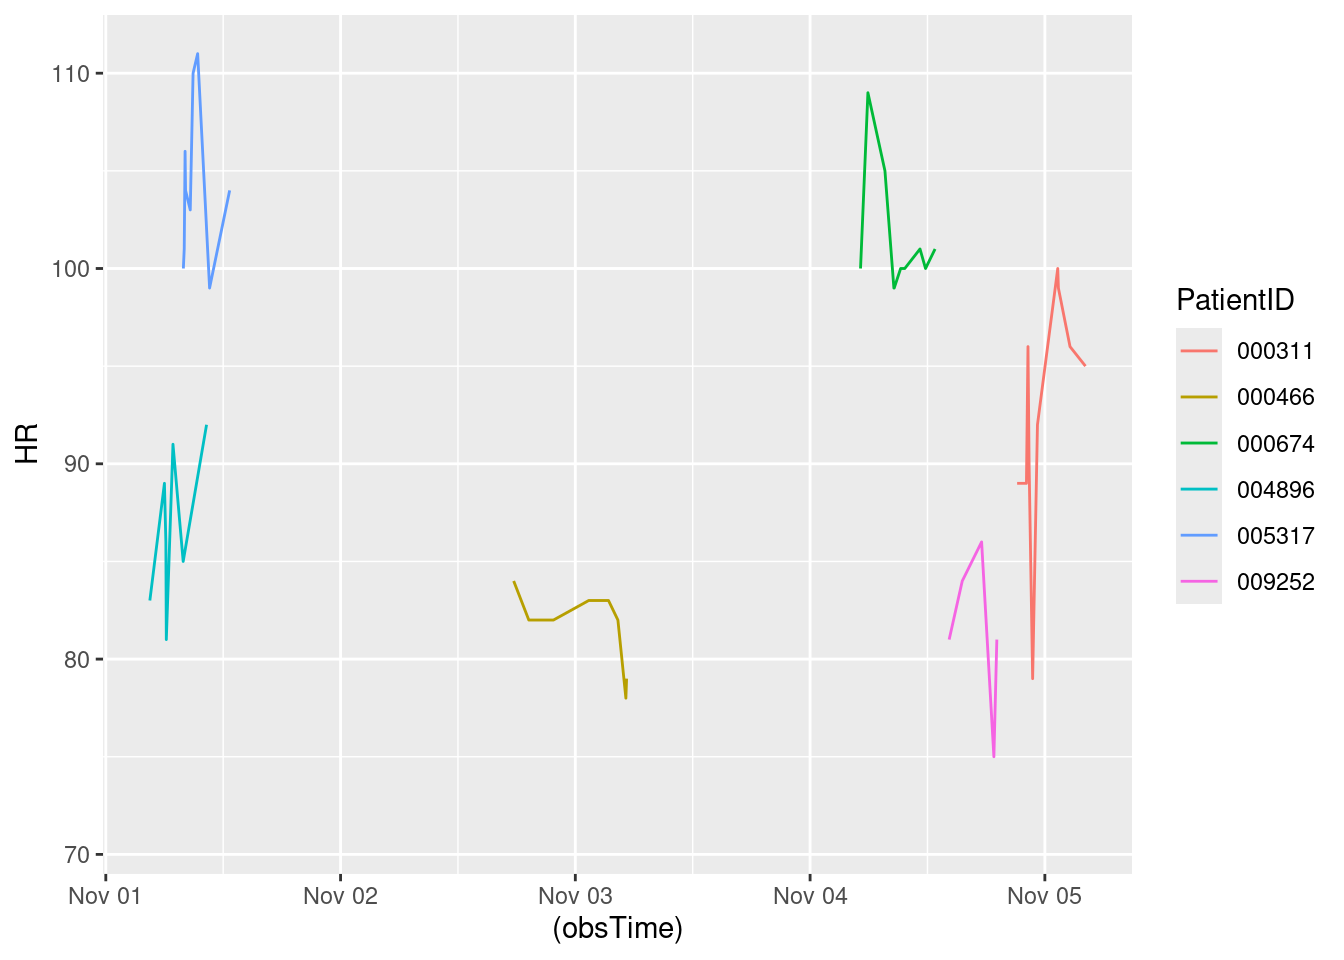 110
100
90
80
70
HR
Nov 01
Nov 02
Nov 03
Nov 04
Nov 05
(obsTime)
PatientID
000311
000466
000674
004896
005317
009252